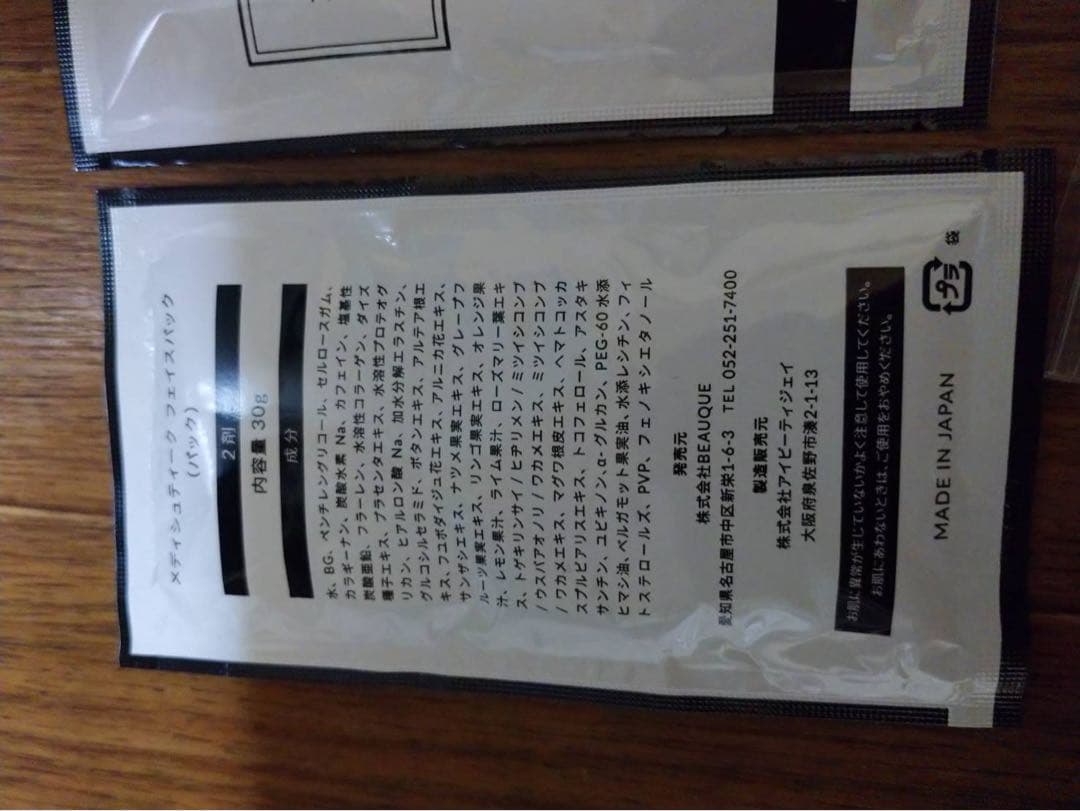 メディシュティーク フェイスパック
(パック)
2剤
内容量 30g
成分
水、BG、ペンチレングリコール、セルロースガム、
カラギーナン、炭酸水素 Na、カフェイン、塩基性
炭酸亜鉛、フラーレン、水溶性コラーゲン、ダイズ
種子エキス、プラセンタエキス、水溶性プロテオグ
リカン、ヒアルロン酸 Na、加水分解エラスチン、
グルコシルセラミド、ボタンエキス、アルテア根エ
キス、フユボダイジュ花エキス、アルニカ花エキス、
サンザシエキス、ナツメ果実エキス、グレープフ
ルーツ果実エキス、リンゴ果実エキス、オレンジ果
汁、レモン果汁、ライム果汁、ローズマリー葉エキ
ス、トゲキリンサイ/ヒヂリメン/ミツイシコンブ
/ウスバアオノリ/ワカメエキス、ミツイシコンブ
/ワカメエキス、マグワ根皮エキス、ヘマトコッカ
スプルビアリスエキス、トコフェロール、アスタキ
サンチン、ユビキノン、α-グルカン、PEG-60 水添
ヒマシ油、ベルガモット果実油、水添レシチン、フィ
トステロールズ、PVP、フェノキシエタノール
発売元
株式会社BEAUQUE
愛知県名古屋市中区新栄1-6-3 TEL 052-251-7400
製造販売元
株式会社アイビーティジェイ
大阪府泉佐野市湊2-1-13
お肌に異常が生じていないかよく注意して使用してください。
お肌にあわないときは、ご使用をおやめください。
MADE IN JAPAN
プラ
袋